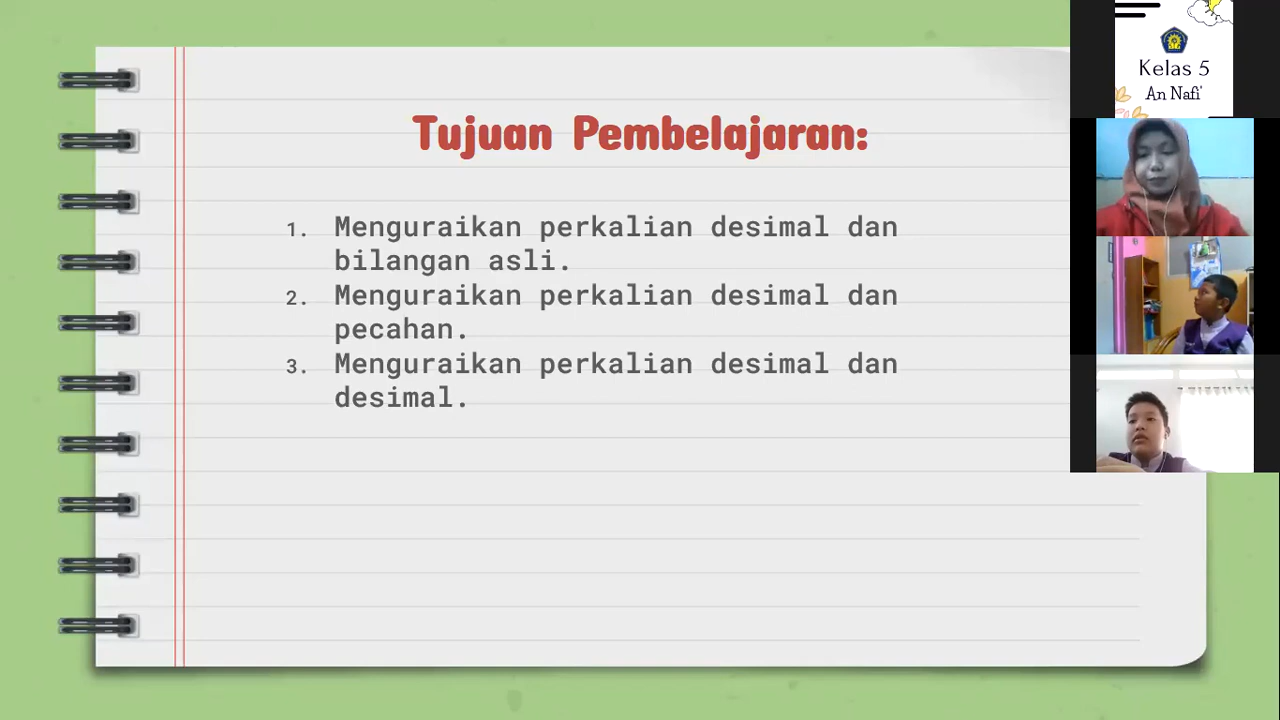 Tujuan Pembelajaran:
1. Menguraikan perkalian desimal dan
bilangan asli.
2. Menguraikan perkalian desimal dan
pecahan.
3. Menguraikan perkalian desimal dan
desimal.
Kelas 5
An Nafi'